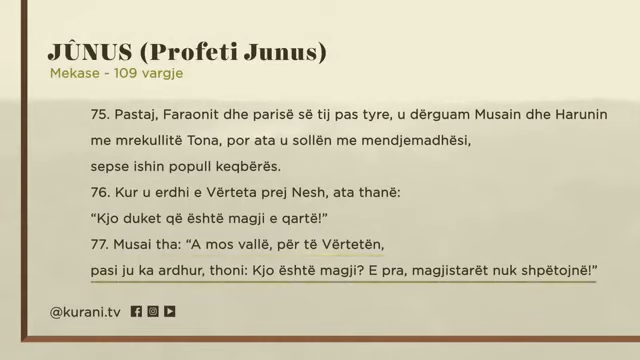 JÛNUS (Profeti Junus)
Mekase - 109 vargje
75. Pastaj, Faraonit dhe parisë së tij pas tyre, u dërguam Musain dhe Harunin
me mrekullitë Tona, por ata u sollën me mendjemadhësi,
sepse ishin popull keqbërës.
76. Kur u erdhi e Vërteta prej Nesh, ata thanë:
“Kjo duket që është magji e qartë!”
77. Musai tha: “A mos vallë, për të Vërtetën,
pasi ju ka ardhur, thoni: Kjo është magji? E pra, magjistarët nuk shpëtojnë!”
@kurani.tv